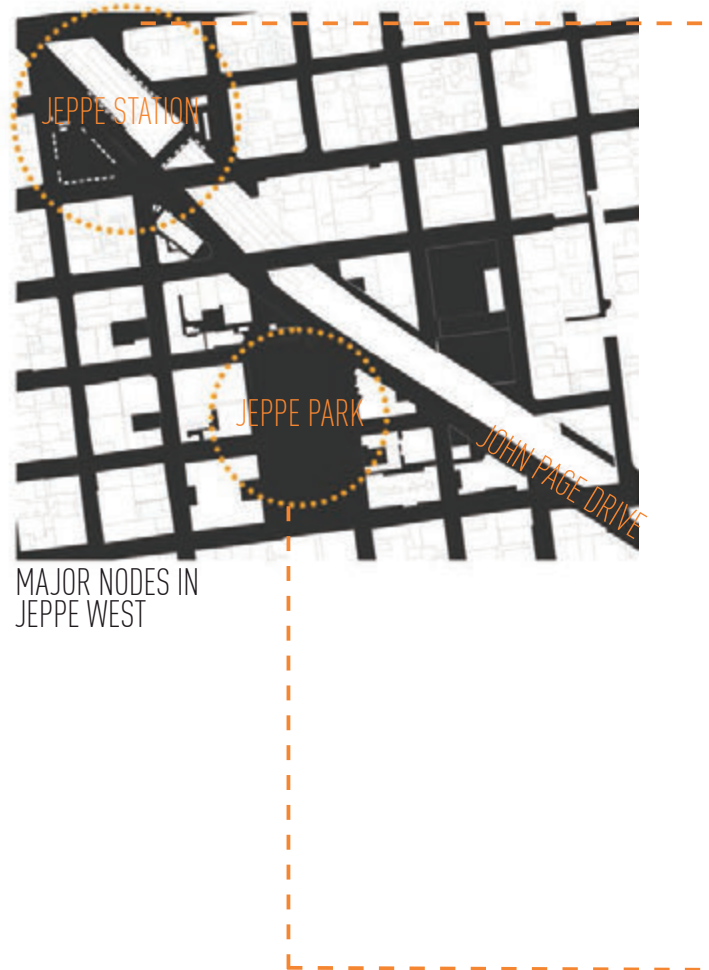 JEPPE STATION
JEPPE PARK
JOHN PAGE DRIVE
MAJOR NODES IN
JEPPE WEST